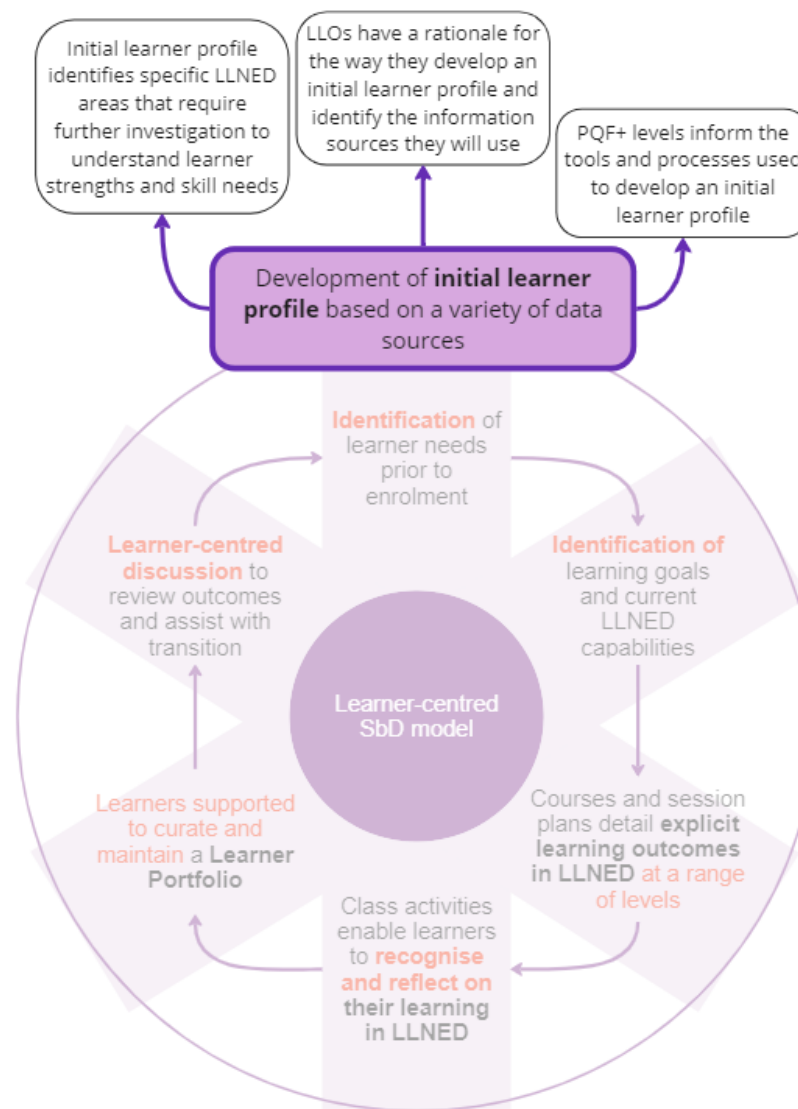 Initial learner profile
identifies specific LLNED
areas that require
further investigation to
understand learner
strengths and skill needs
LLOs have a rationale for
the way they develop an
initial learner profile and
identify the information
sources they will use
PQF+ levels inform the
tools and processes used
to develop an initial
learner profile
Development of initial learner
profile based on a variety of data
sources
Identification of
learner needs
prior to
enrolment
Identification of
learning goals
and current
LLNED
capabilities
Courses and session
plans detail explicit
learning outcomes
in LLNED at a range
of levels
Class activities
enable learners
to recognise
and reflect on
their learning
in LLNED
Learners supported
to curate and
maintain a Learner
Portfolio
Learner-centred
discussion to
review outcomes
and assist with
transition
Learner-centred
SbD model